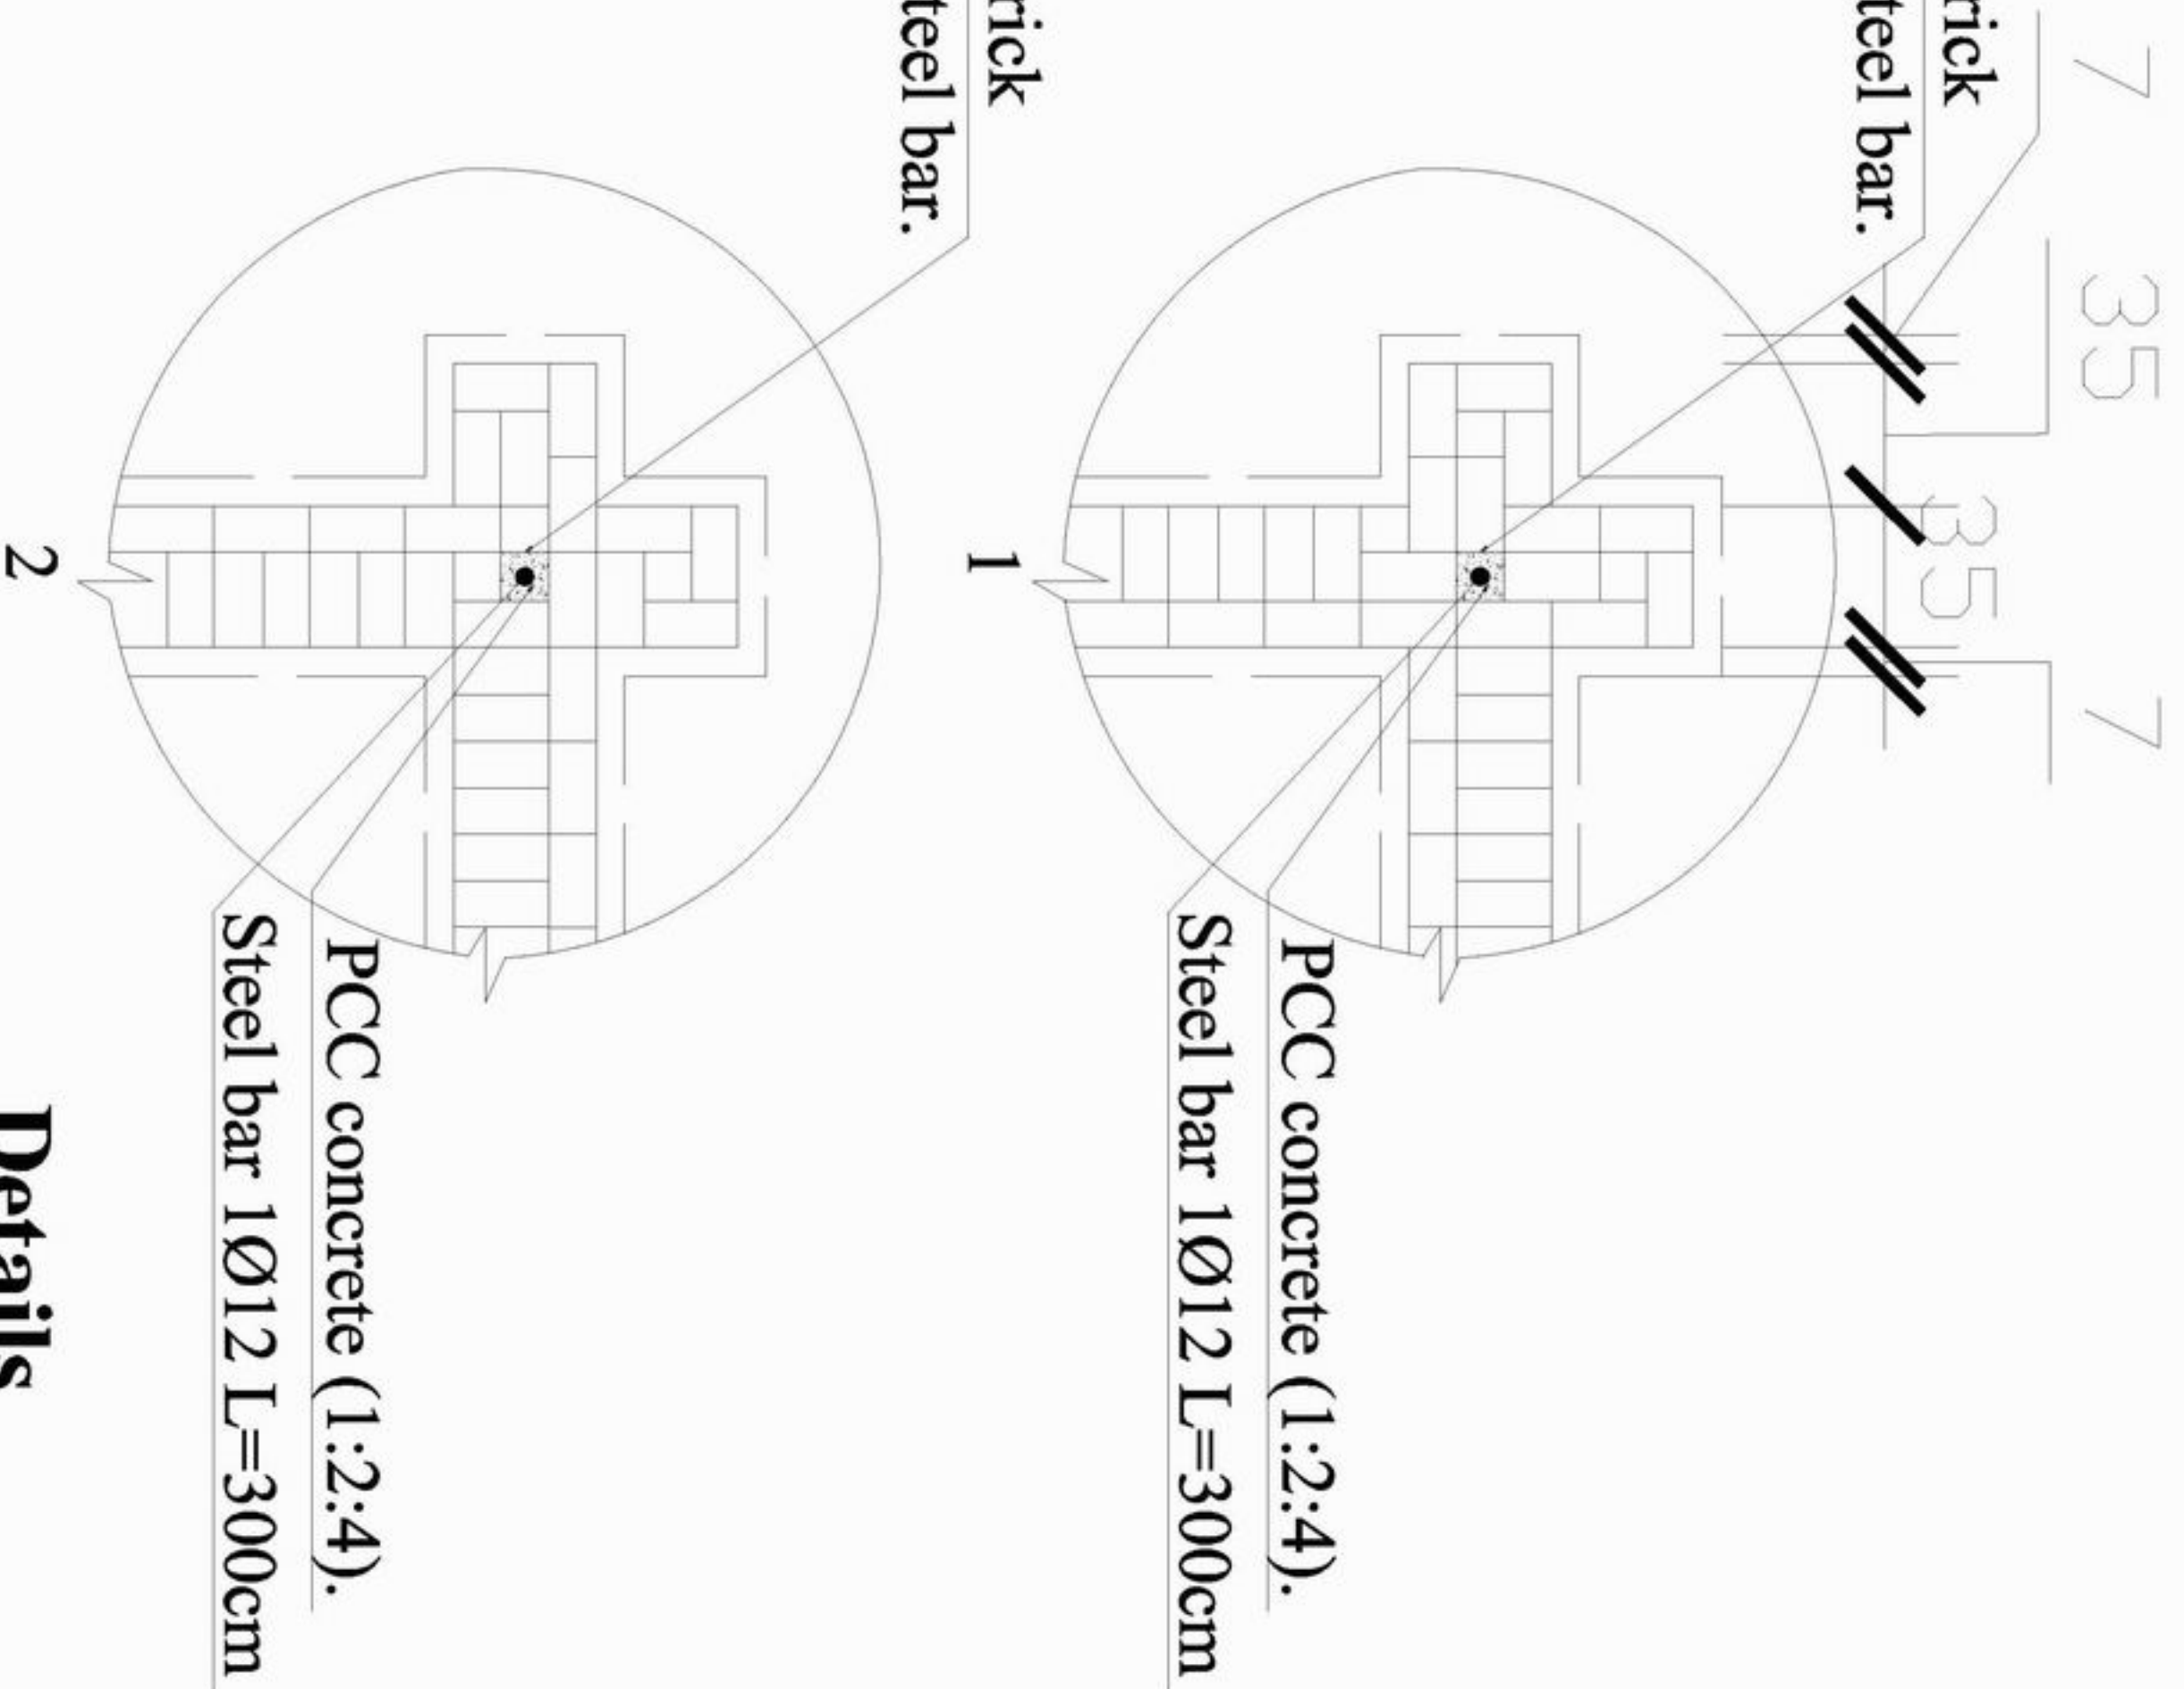 7 35 35 7
rick
teel bar.
PCC concrete (1:2:4).
Steel bar 1Ø12 L=300cm
1
rick
teel bar.
PCC concrete (1:2:4).
Steel bar 1Ø12 L=300cm
2
Details